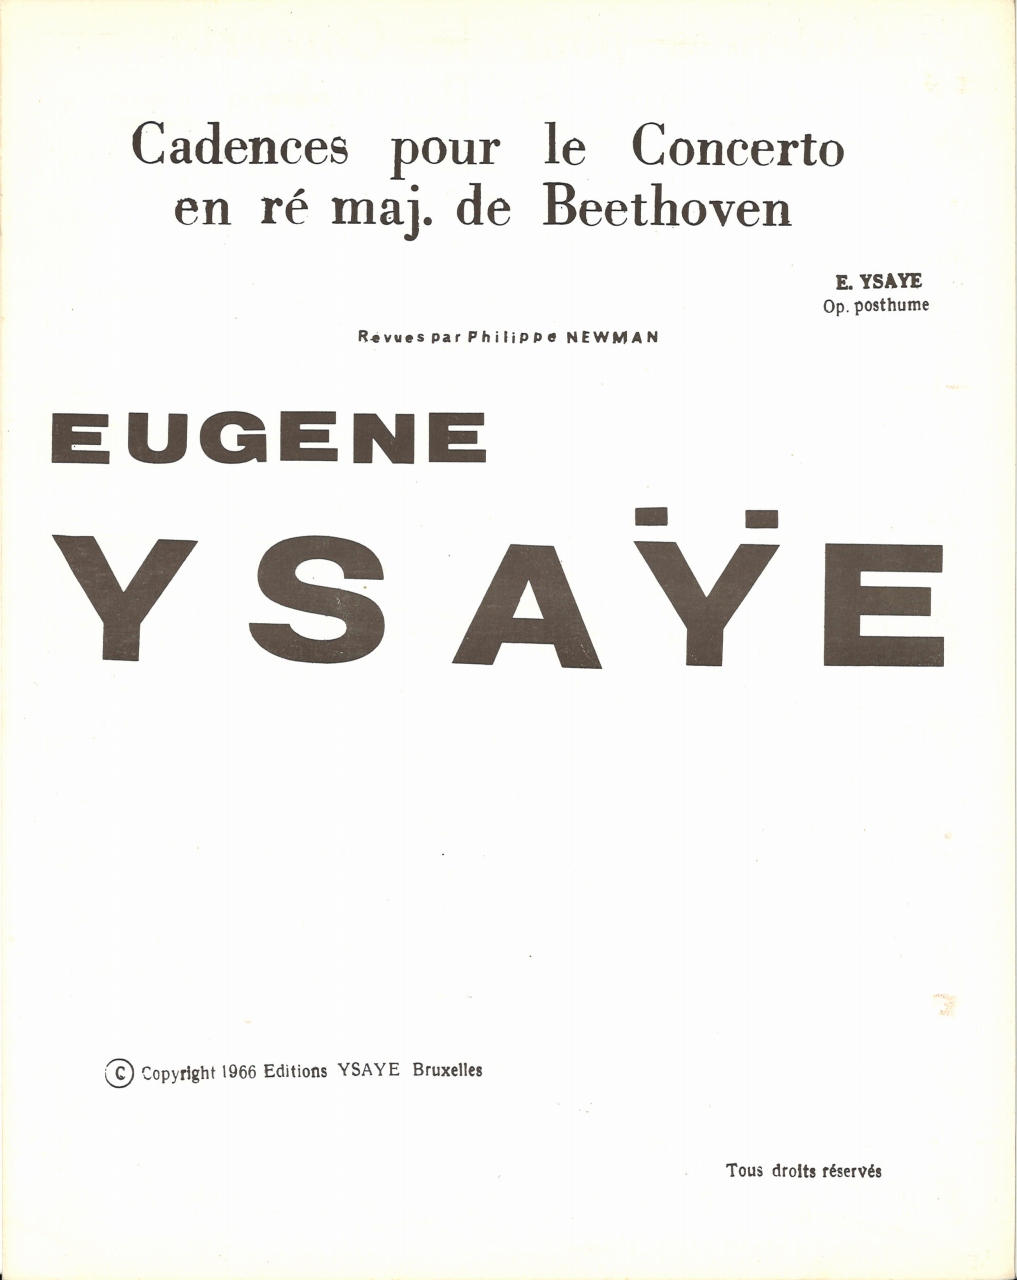 Cadences pour le Concerto
en ré maj. de Beethoven
E. YSAYE
Op. posthume
Revues par Philippe NEWMAN
EUGENE
YSAŸE
© Copyright 1966 Editions YSAYE Bruxelles
Tous droits réservés